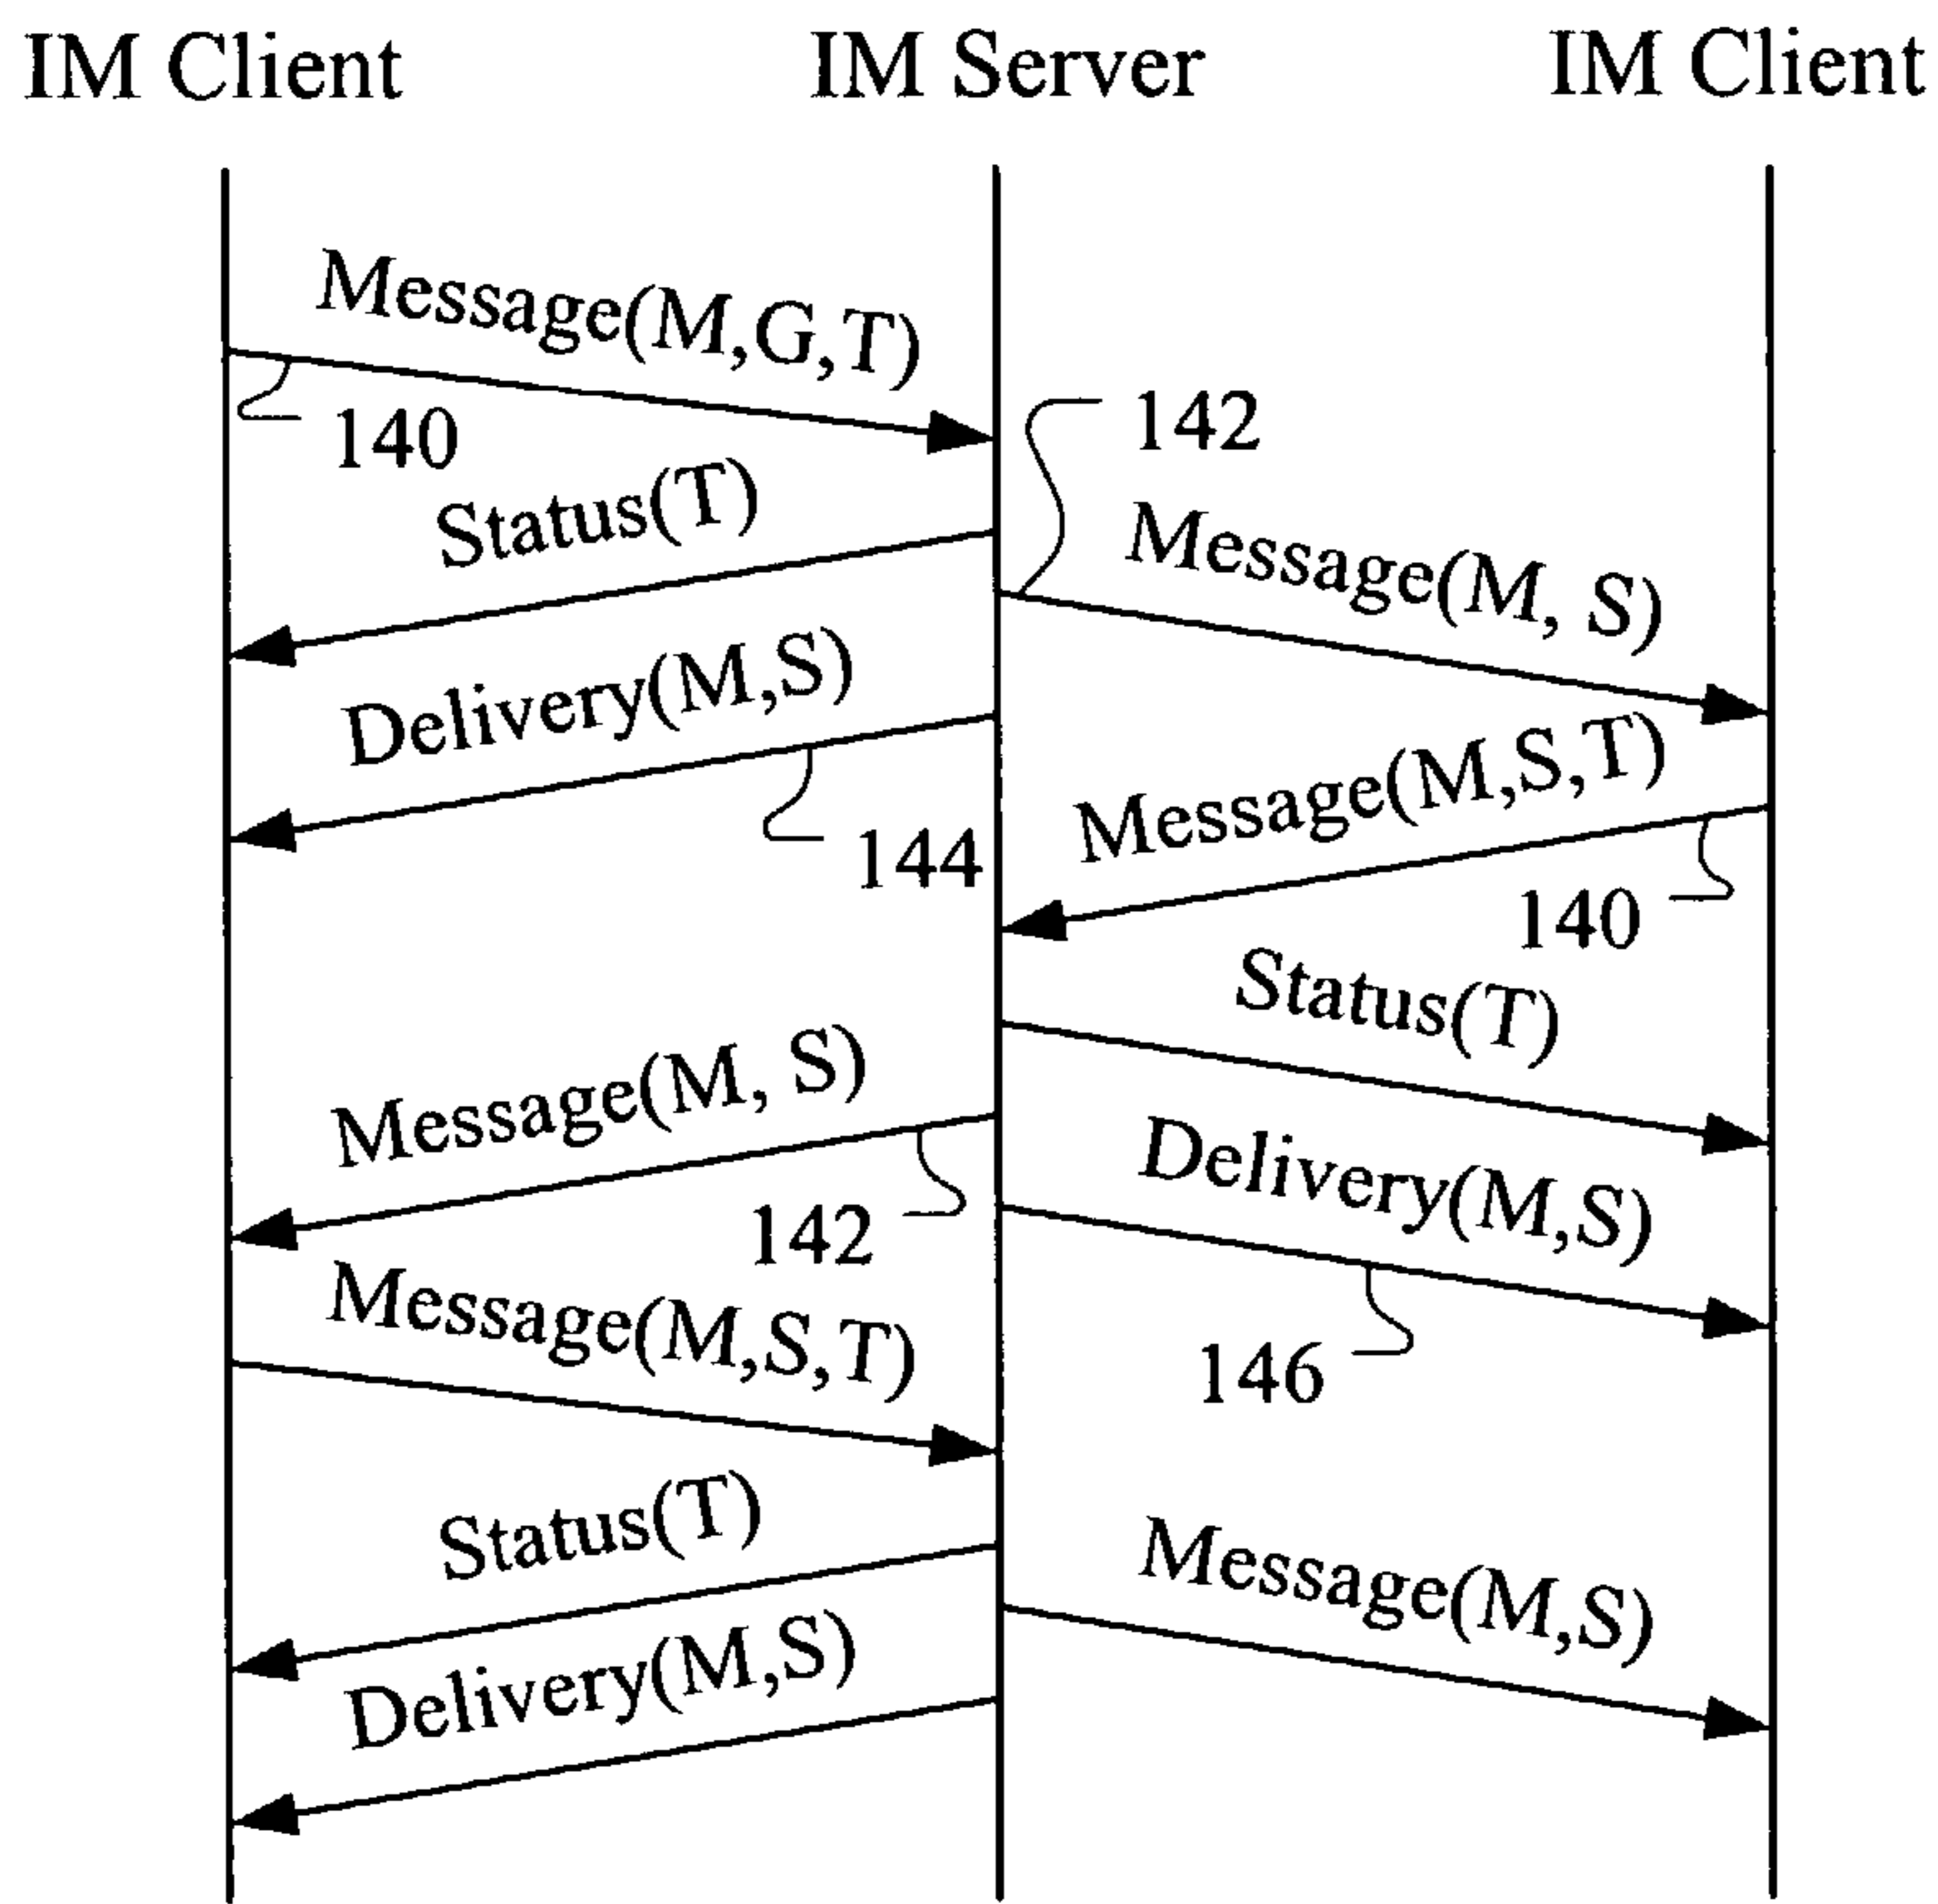 IM Client
IM Server
IM Client
Message(M,G,T)
140
142
Status(T)
Message(M, S)
Delivery(M,S)
Message(M,S,T)
144
140
Status(T)
Message(M, S)
Delivery(M,S)
142
Message(M,S,T)
146
Status(T)
Message(M,S)
Delivery(M,S)